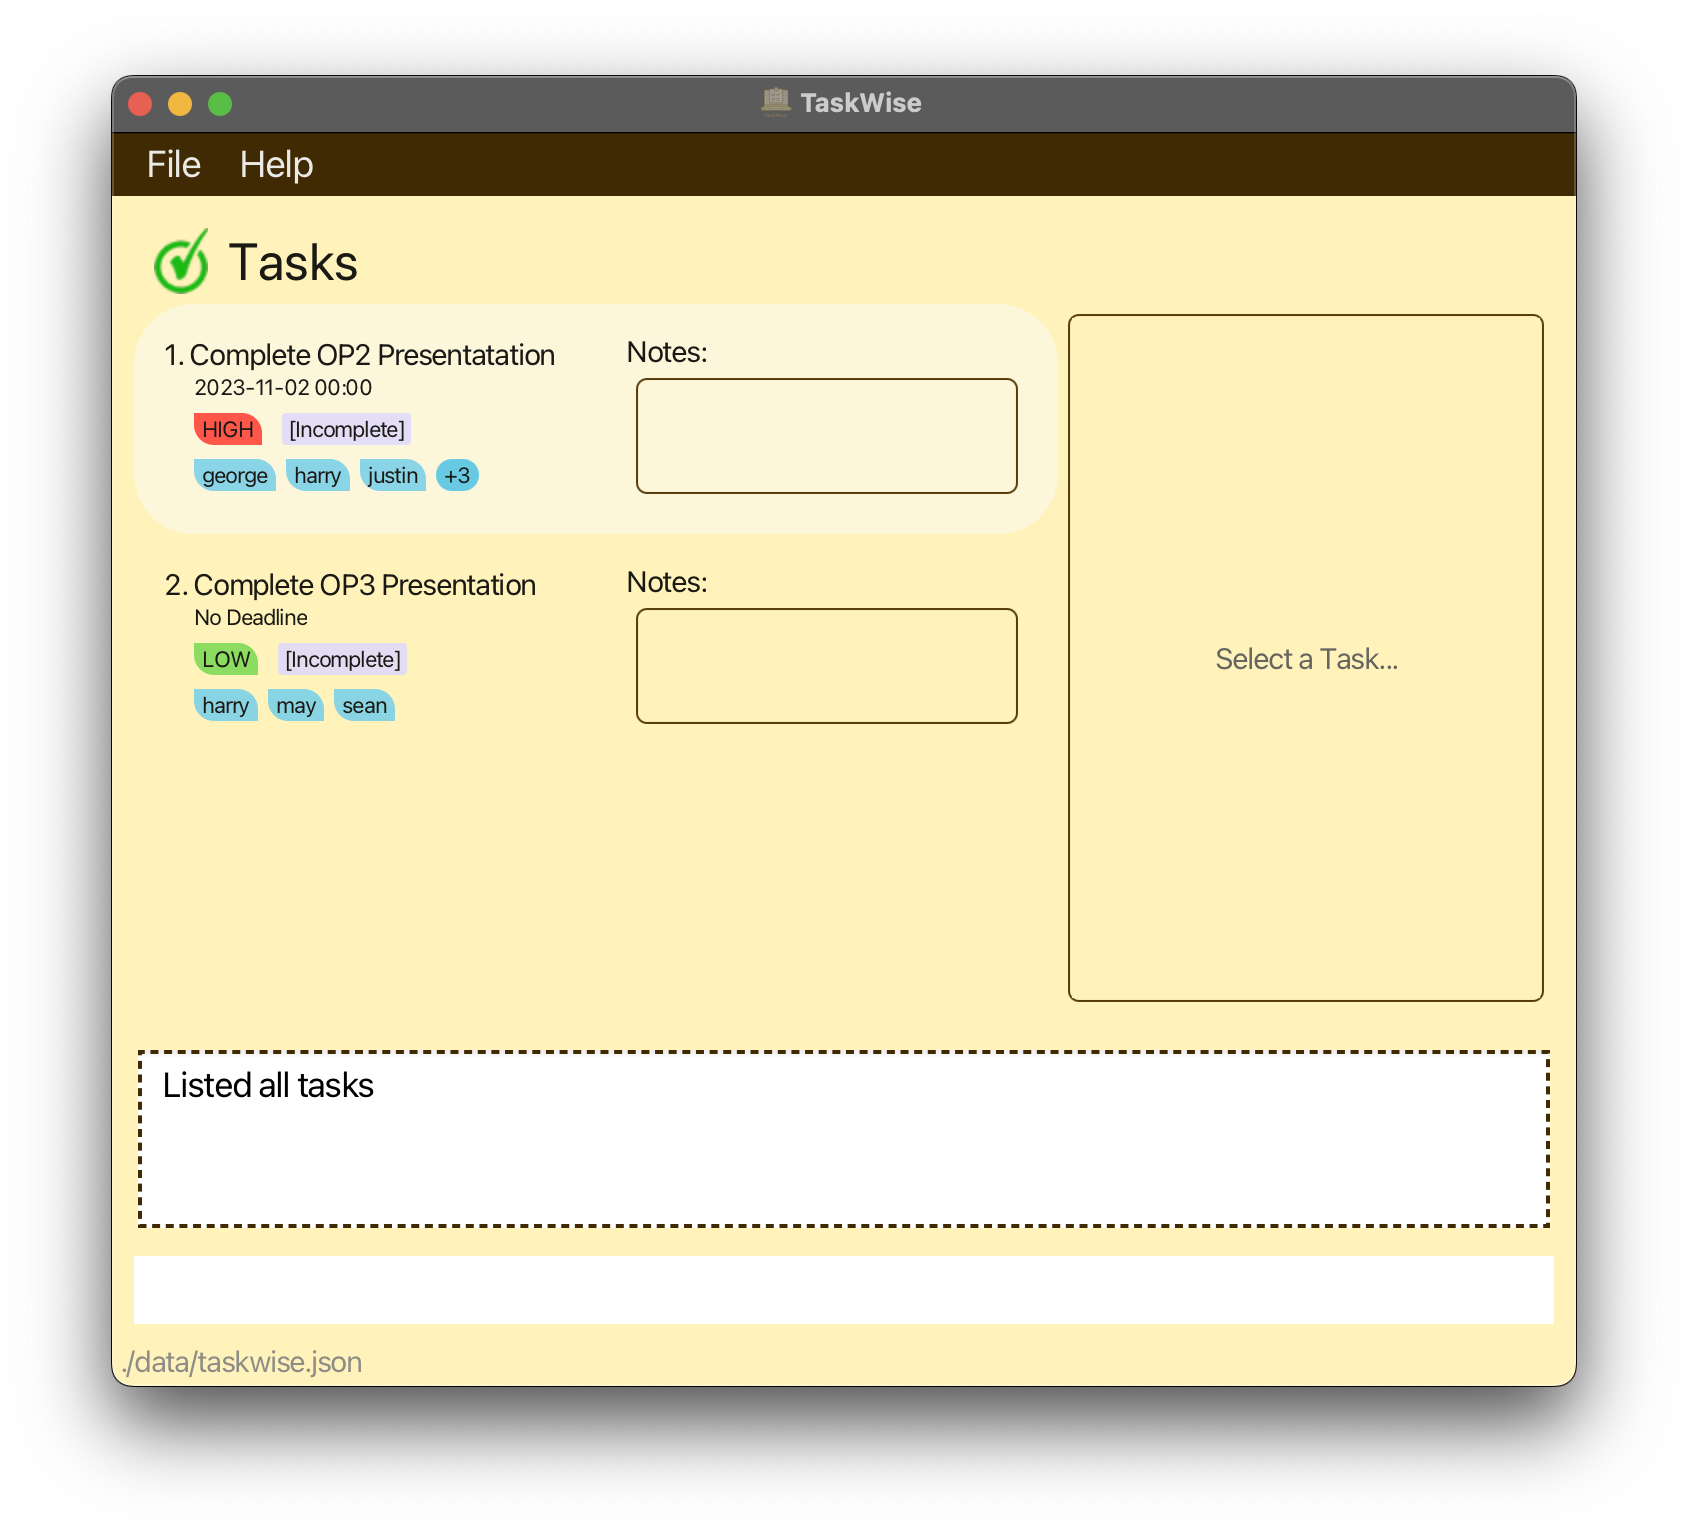 TaskWise
File Help
Tasks
1. Complete OP2 Presentatation
2023-11-02 00:00
HIGH [Incomplete]
george harry justin +3
Notes:
2. Complete OP3 Presentation
No Deadline
LOW [Incomplete]
harry may sean
Notes:
Select a Task...
Listed all tasks
./data/taskwise.json